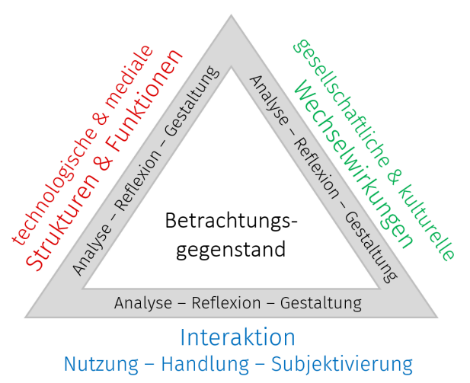 technologische & mediale
Strukturen & Funktionen
gesellschaftliche & kulturelle
Wechselwirkungen
Analyse – Reflexion – Gestaltung
Analyse – Reflexion – Gestaltung
Betrachtungs-
gegenstand
Analyse – Reflexion – Gestaltung
Interaktion
Nutzung – Handlung – Subjektivierung